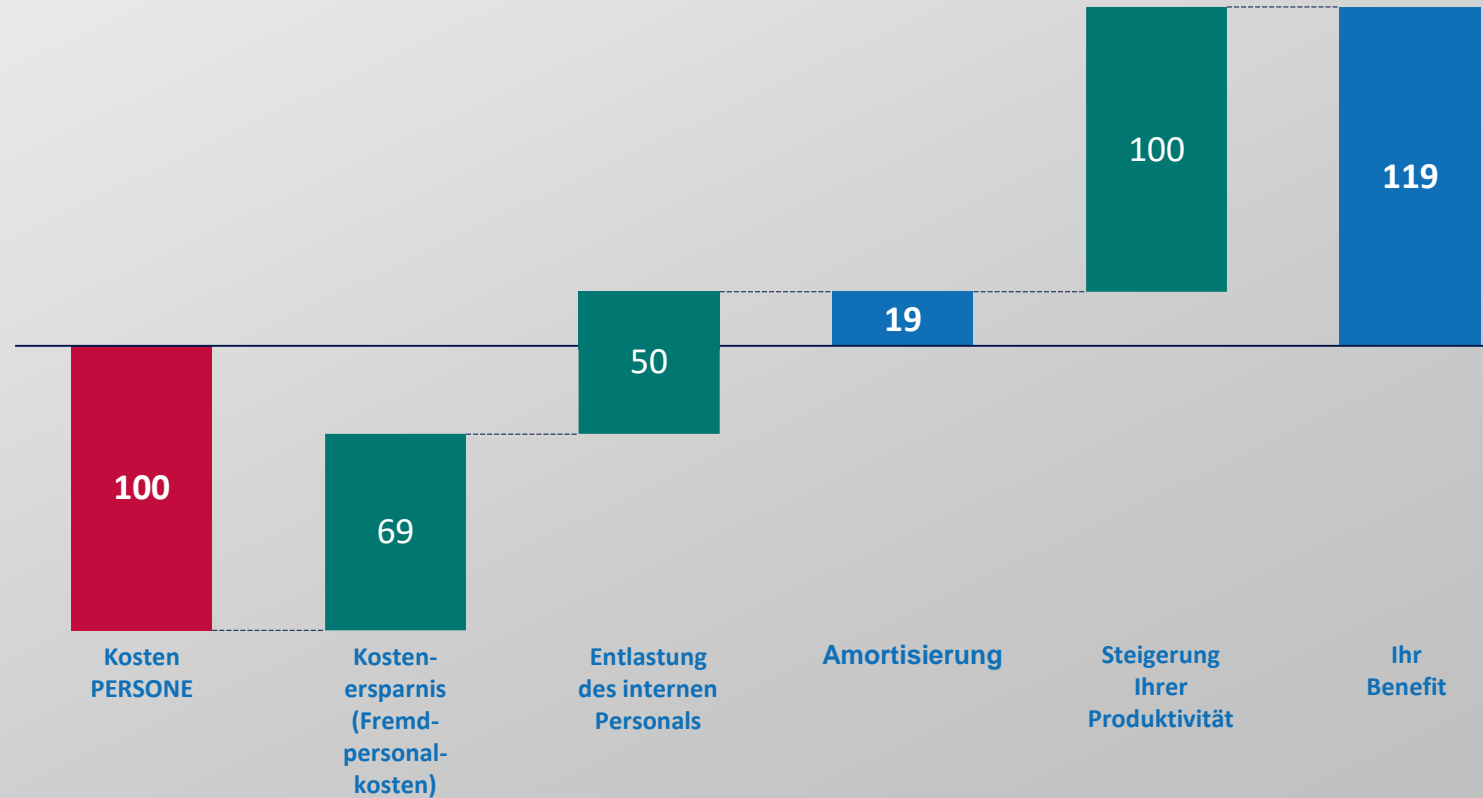 100
119
19
50
100
69
Kosten
PERSONE
Kosten-
ersparnis
(Fremd-
personal-
kosten)
Entlastung
des internen
Personals
Amortisierung
Steigerung
Ihrer
Produktivität
Ihr
Benefit